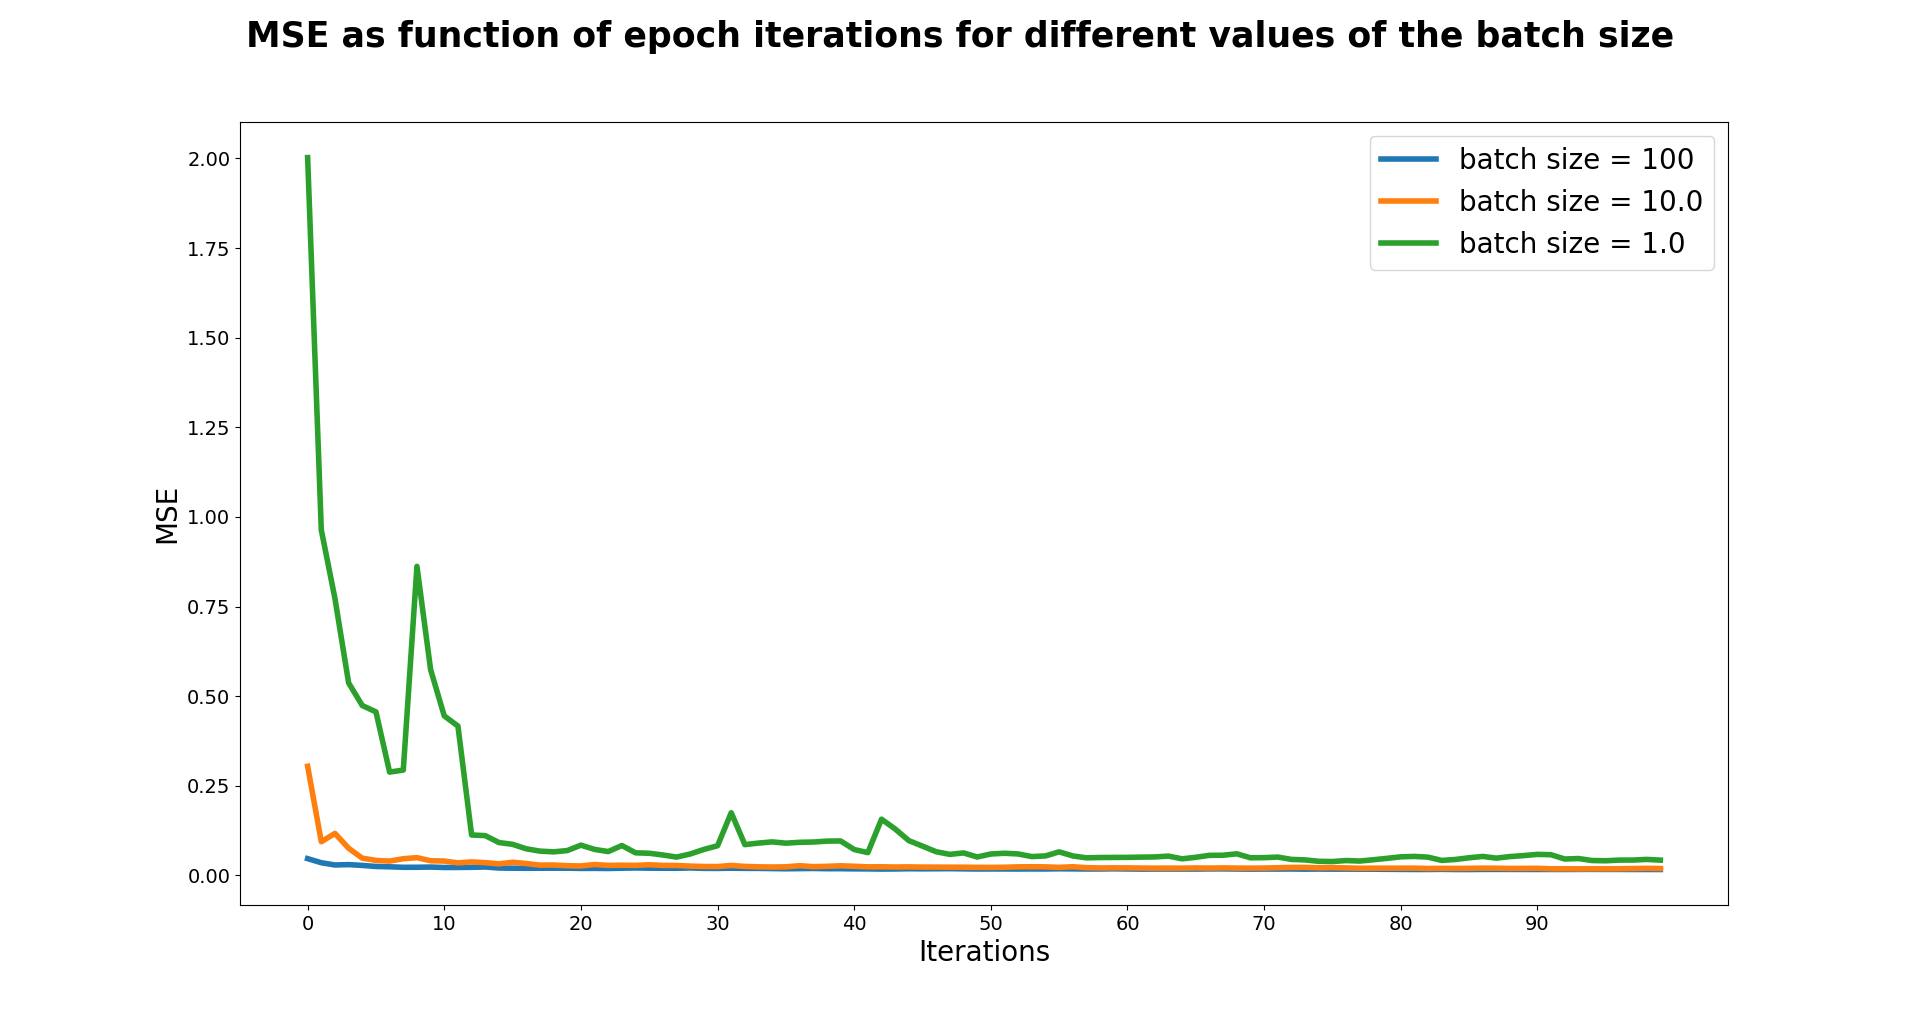 MSE as function of epoch iterations for different values of the batch size
batch size = 100
batch size = 10.0
batch size = 1.0
MSE
2.00
1.75
1.50
1.25
1.00
0.75
0.50
0.25
0.00
0 10 20 30 40 50 60 70 80 90
Iterations